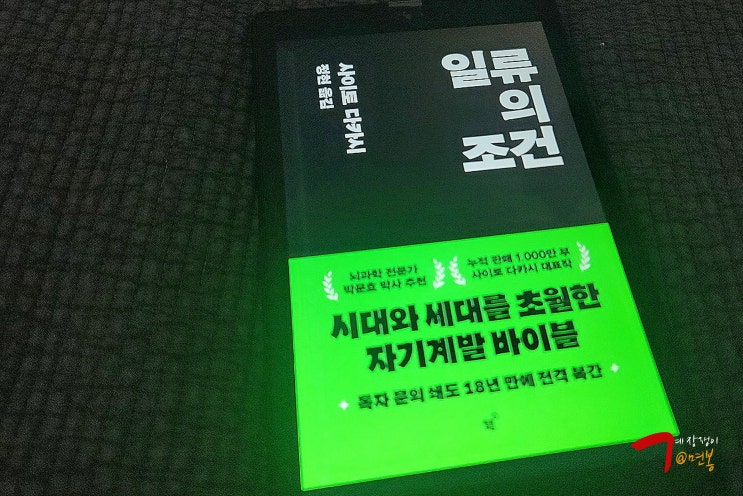 일류
의
조건
사이토 다카시
정현 옮김
뇌과학 전문가
박문호 박사 추천
누적 판매 1,000만 부
사이토 다카시 대표작
시대와 세대를 초월한
자기계발 바이블
독자 문의 쇄도 18년 만에 전격 복간
@면봉